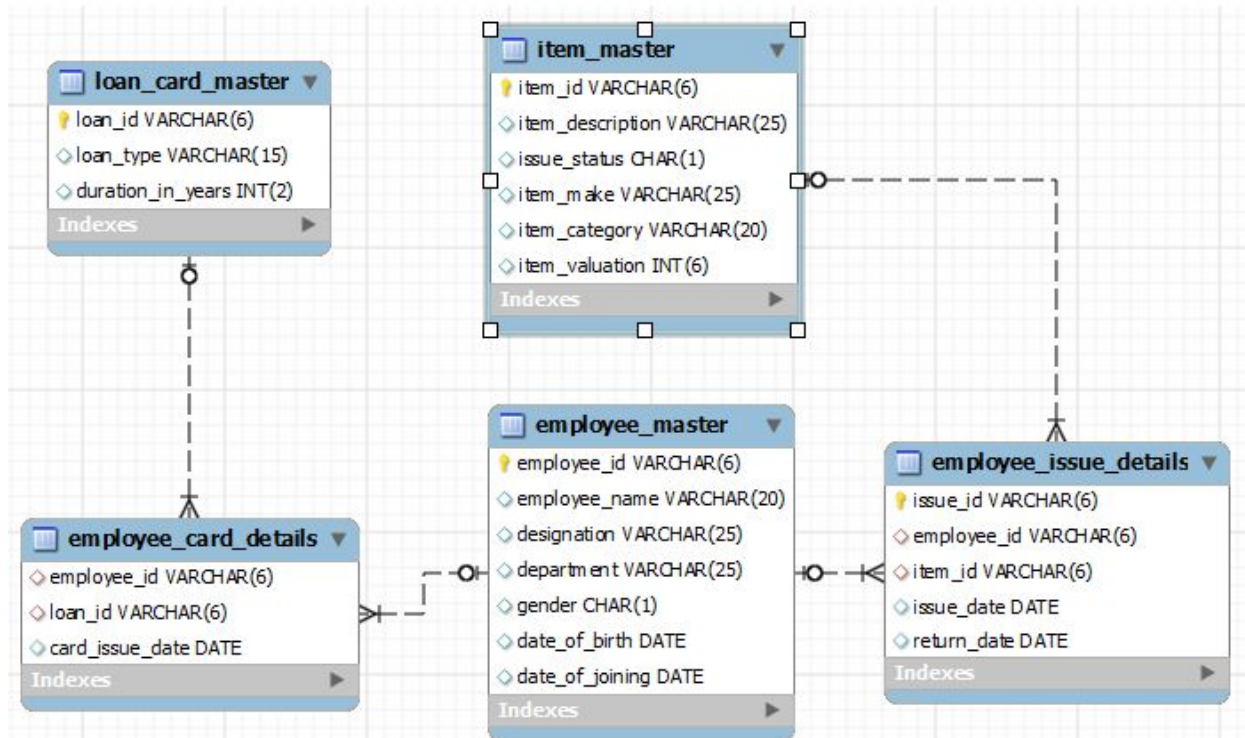 loan_card_master
loan_id VARCHAR(6)
loan_type VARCHAR(15)
duration_in_years INT(2)
Indexes
item_master
item_id VARCHAR(6)
item_description VARCHAR(25)
issue_status CHAR(1)
item_make VARCHAR(25)
item_category VARCHAR(20)
item_valuation INT(6)
Indexes
employee_card_details
employee_id VARCHAR(6)
loan_id VARCHAR(6)
card_issue_date DATE
Indexes
employee_master
employee_id VARCHAR(6)
employee_name VARCHAR(20)
designation VARCHAR(25)
department VARCHAR(25)
gender CHAR(1)
date_of_birth DATE
date_of_joining DATE
Indexes
employee_issue_details
issue_id VARCHAR(6)
employee_id VARCHAR(6)
item_id VARCHAR(6)
issue_date DATE
return_date DATE
Indexes